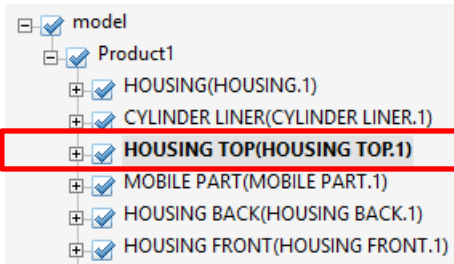 model
Product1
HOUSING(HOUSING.1)
CYLINDER LINER(CYLINDER LINER.1)
HOUSING TOP(HOUSING TOP.1)
MOBILE PART(MOBILE PART.1)
HOUSING BACK(HOUSING BACK.1)
HOUSING FRONT(HOUSING FRONT.1)